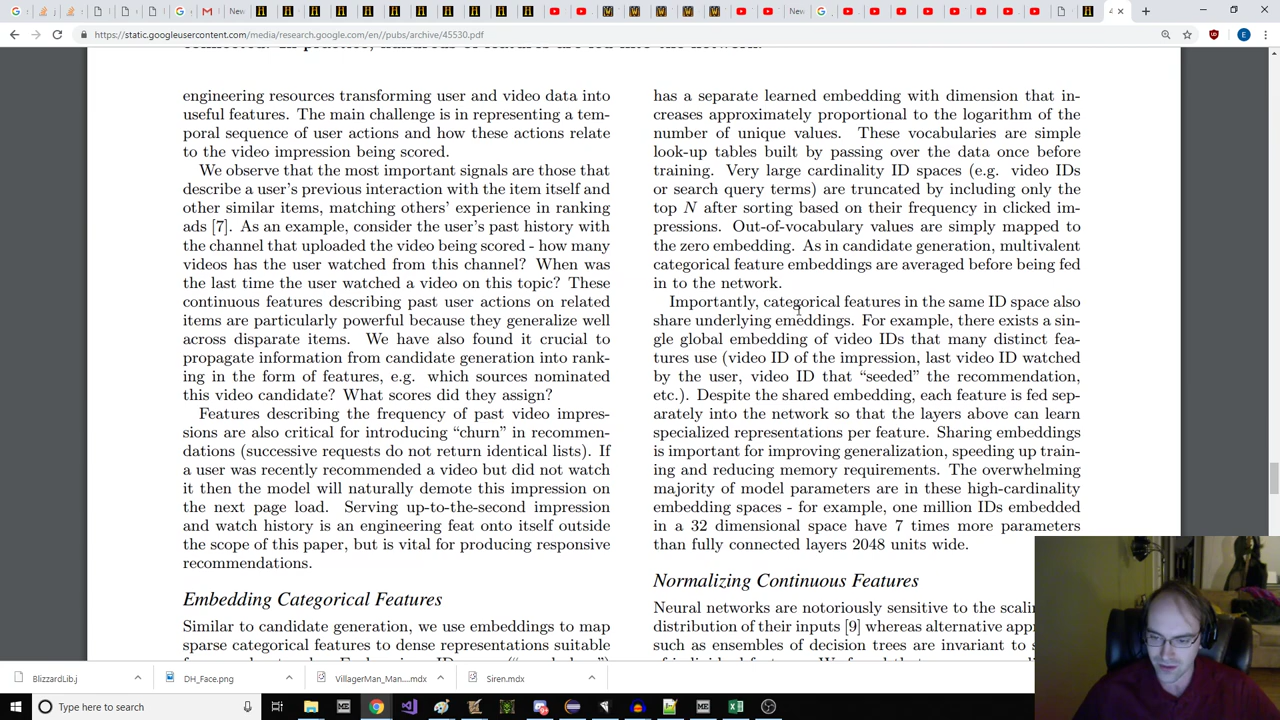 New
New
4
https://static.googleusercontent.com/media/research.google.com/en//pubs/archive/45530.pdf
E
connected. In practice, hundreds of features are fed into the network.
engineering resources transforming user and video data into
useful features. The main challenge is in representing a tem-
poral sequence of user actions and how these actions relate
to the video impression being scored.
We observe that the most important signals are those that
describe a user's previous interaction with the item itself and
other similar items, matching others' experience in ranking
ads [7]. As an example, consider the user's past history with
the channel that uploaded the video being scored - how many
videos has the user watched from this channel? When was
the last time the user watched a video on this topic? These
continuous features describing past user actions on related
items are particularly powerful because they generalize well
across disparate items. We have also found it crucial to
propagate information from candidate generation into rank-
ing in the form of features, e.g. which sources nominated
this video candidate? What scores did they assign?
Features describing the frequency of past video impres-
sions are also critical for introducing “churn” in recommen-
dations (successive requests do not return identical lists). If
a user was recently recommended a video but did not watch
it then the model will naturally demote this impression on
the next page load. Serving up-to-the-second impression
and watch history is an engineering feat onto itself outside
the scope of this paper, but is vital for producing responsive
recommendations.
Embedding Categorical Features
Similar to candidate generation, we use embeddings to map
sparse categorical features to dense representations suitable
has a separate learned embedding with dimension that in-
creases approximately proportional to the logarithm of the
number of unique values. These vocabularies are simple
look-up tables built by passing over the data once before
training. Very large cardinality ID spaces (e.g. video IDs
or search query terms) are truncated by including only the
top N after sorting based on their frequency in clicked im-
pressions. Out-of-vocabulary values are simply mapped to
the zero embedding. As in candidate generation, multivalent
categorical feature embeddings are averaged before being fed
in to the network.
Importantly, categorical features in the same ID space also
share underlying emeddings. For example, there exists a sin-
gle global embedding of video IDs that many distinct fea-
tures use (video ID of the impression, last video ID watched
by the user, video ID that “seeded” the recommendation,
etc.). Despite the shared embedding, each feature is fed sep-
arately into the network so that the layers above can learn
specialized representations per feature. Sharing embeddings
is important for improving generalization, speeding up train-
ing and reducing memory requirements. The overwhelming
majority of model parameters are in these high-cardinality
embedding spaces - for example, one million IDs embedded
in a 32 dimensional space have 7 times more parameters
than fully connected layers 2048 units wide.
Normalizing Continuous Features
Neural networks are notoriously sensitive to the
distribution of their inputs [9] whereas alternative
such as ensembles of decision trees are invariant to
BlizzardLib.j
DH_Face.png
VillagerMan_Man....mdx
Siren.mdx
Type here to search